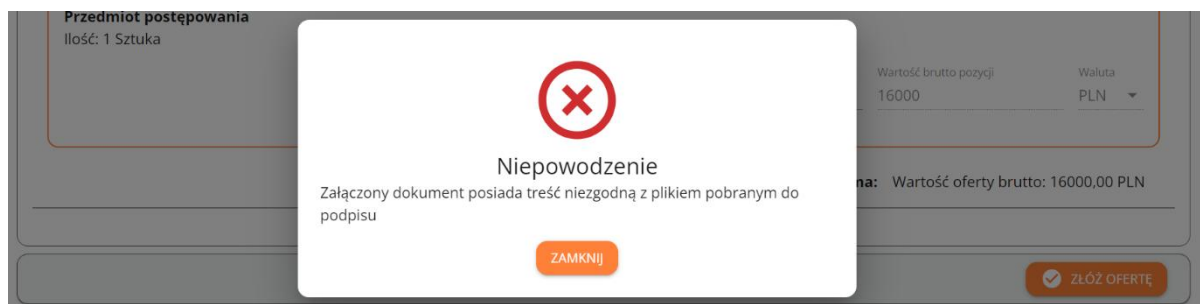 Przedmiot postępowania
Ilość: 1 Sztuka
Wartość brutto pozycji
Waluta
16000
PLN
Niepowodzenie
Załączony dokument posiada treść niezgodną z plikiem pobranym do
podpisu
na: Wartość oferty brutto: 16000,00 PLN
ZAMKNIJ
ZŁÓŻ OFERTĘ